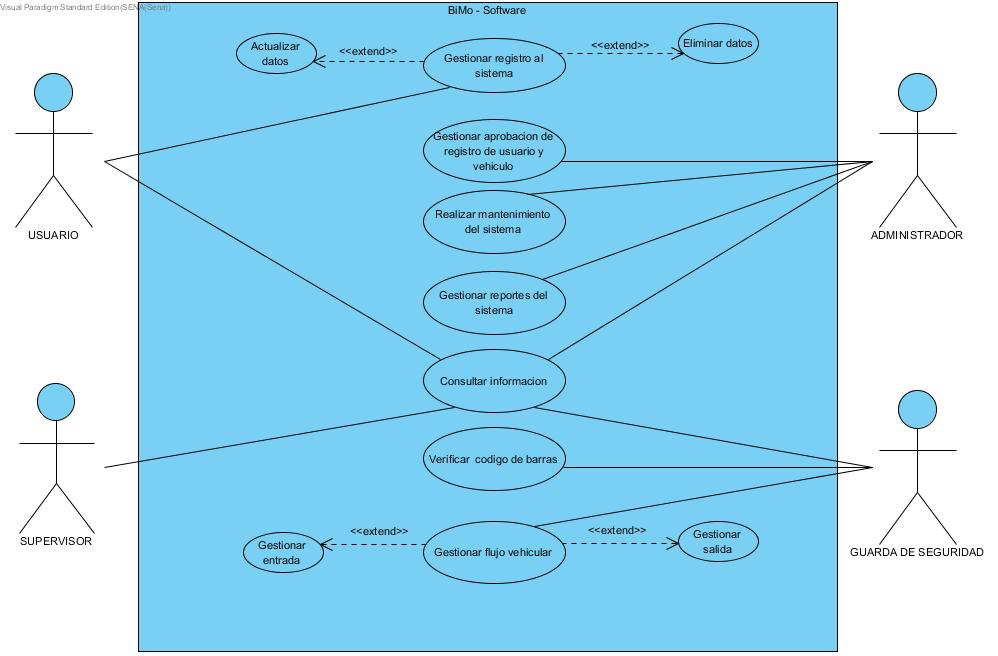 Visual Paradigm Standard Edition(SENA(Sena))
BiMo - Software
Actualizar
datos
<<extend>>
Gestionar registro al
sistema
<<extend>>
Eliminar datos
Gestionar aprobacion de
registro de usuario y
vehiculo
Realizar mantenimiento
del sistema
USUARIO
ADMINISTRADOR
Gestionar reportes del
sistema
Consultar informacion
Verificar codigo de barras
SUPERVISOR
GUARDA DE SEGURIDAD
Gestionar
entrada
<<extend>>
Gestionar flujo vehicular
<<extend>>
Gestionar
salida